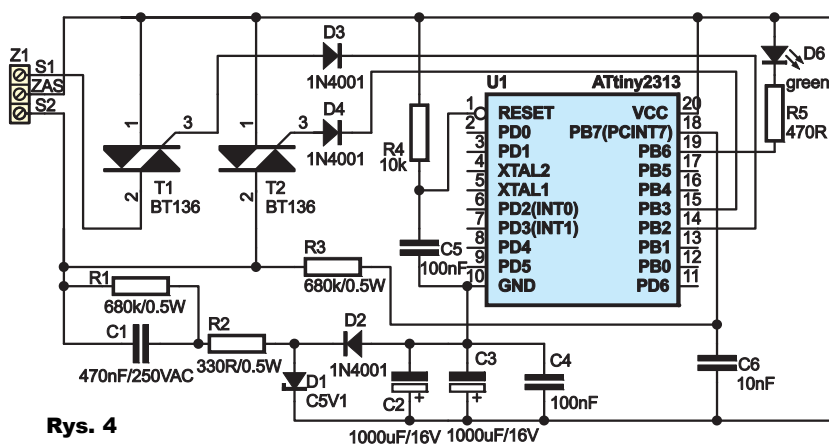 Z1
S1
ZAS
S2
1
3
2
T1
BT136
1
3
2
T2
BT136
D3
1N4001
D4
1N4001
R4
10k
C5
100nF
U1
ATtiny2313
1 RESET
2 PD0
3 PD1
4 XTAL2
5 XTAL1
6 PD2(INT0)
7 PD3(INT1)
8 PD4
9 PD5
10 GND
VCC 20
PB7(PCINT7) 18
PB6 19
PB5 17
PB4 16
PB3 15
PB2 14
PB1 13
PB0 12
PD6 11
D6
green
R5
470R
R3
680k/0.5W
R1
680k/0.5W
C1
470nF/250VAC
R2
330R/0.5W
D2
1N4001
D1
C5V1
C2
+
1000uF/16V
C3
+
1000uF/16V
C4
100nF
C6
10nF
Rys. 4